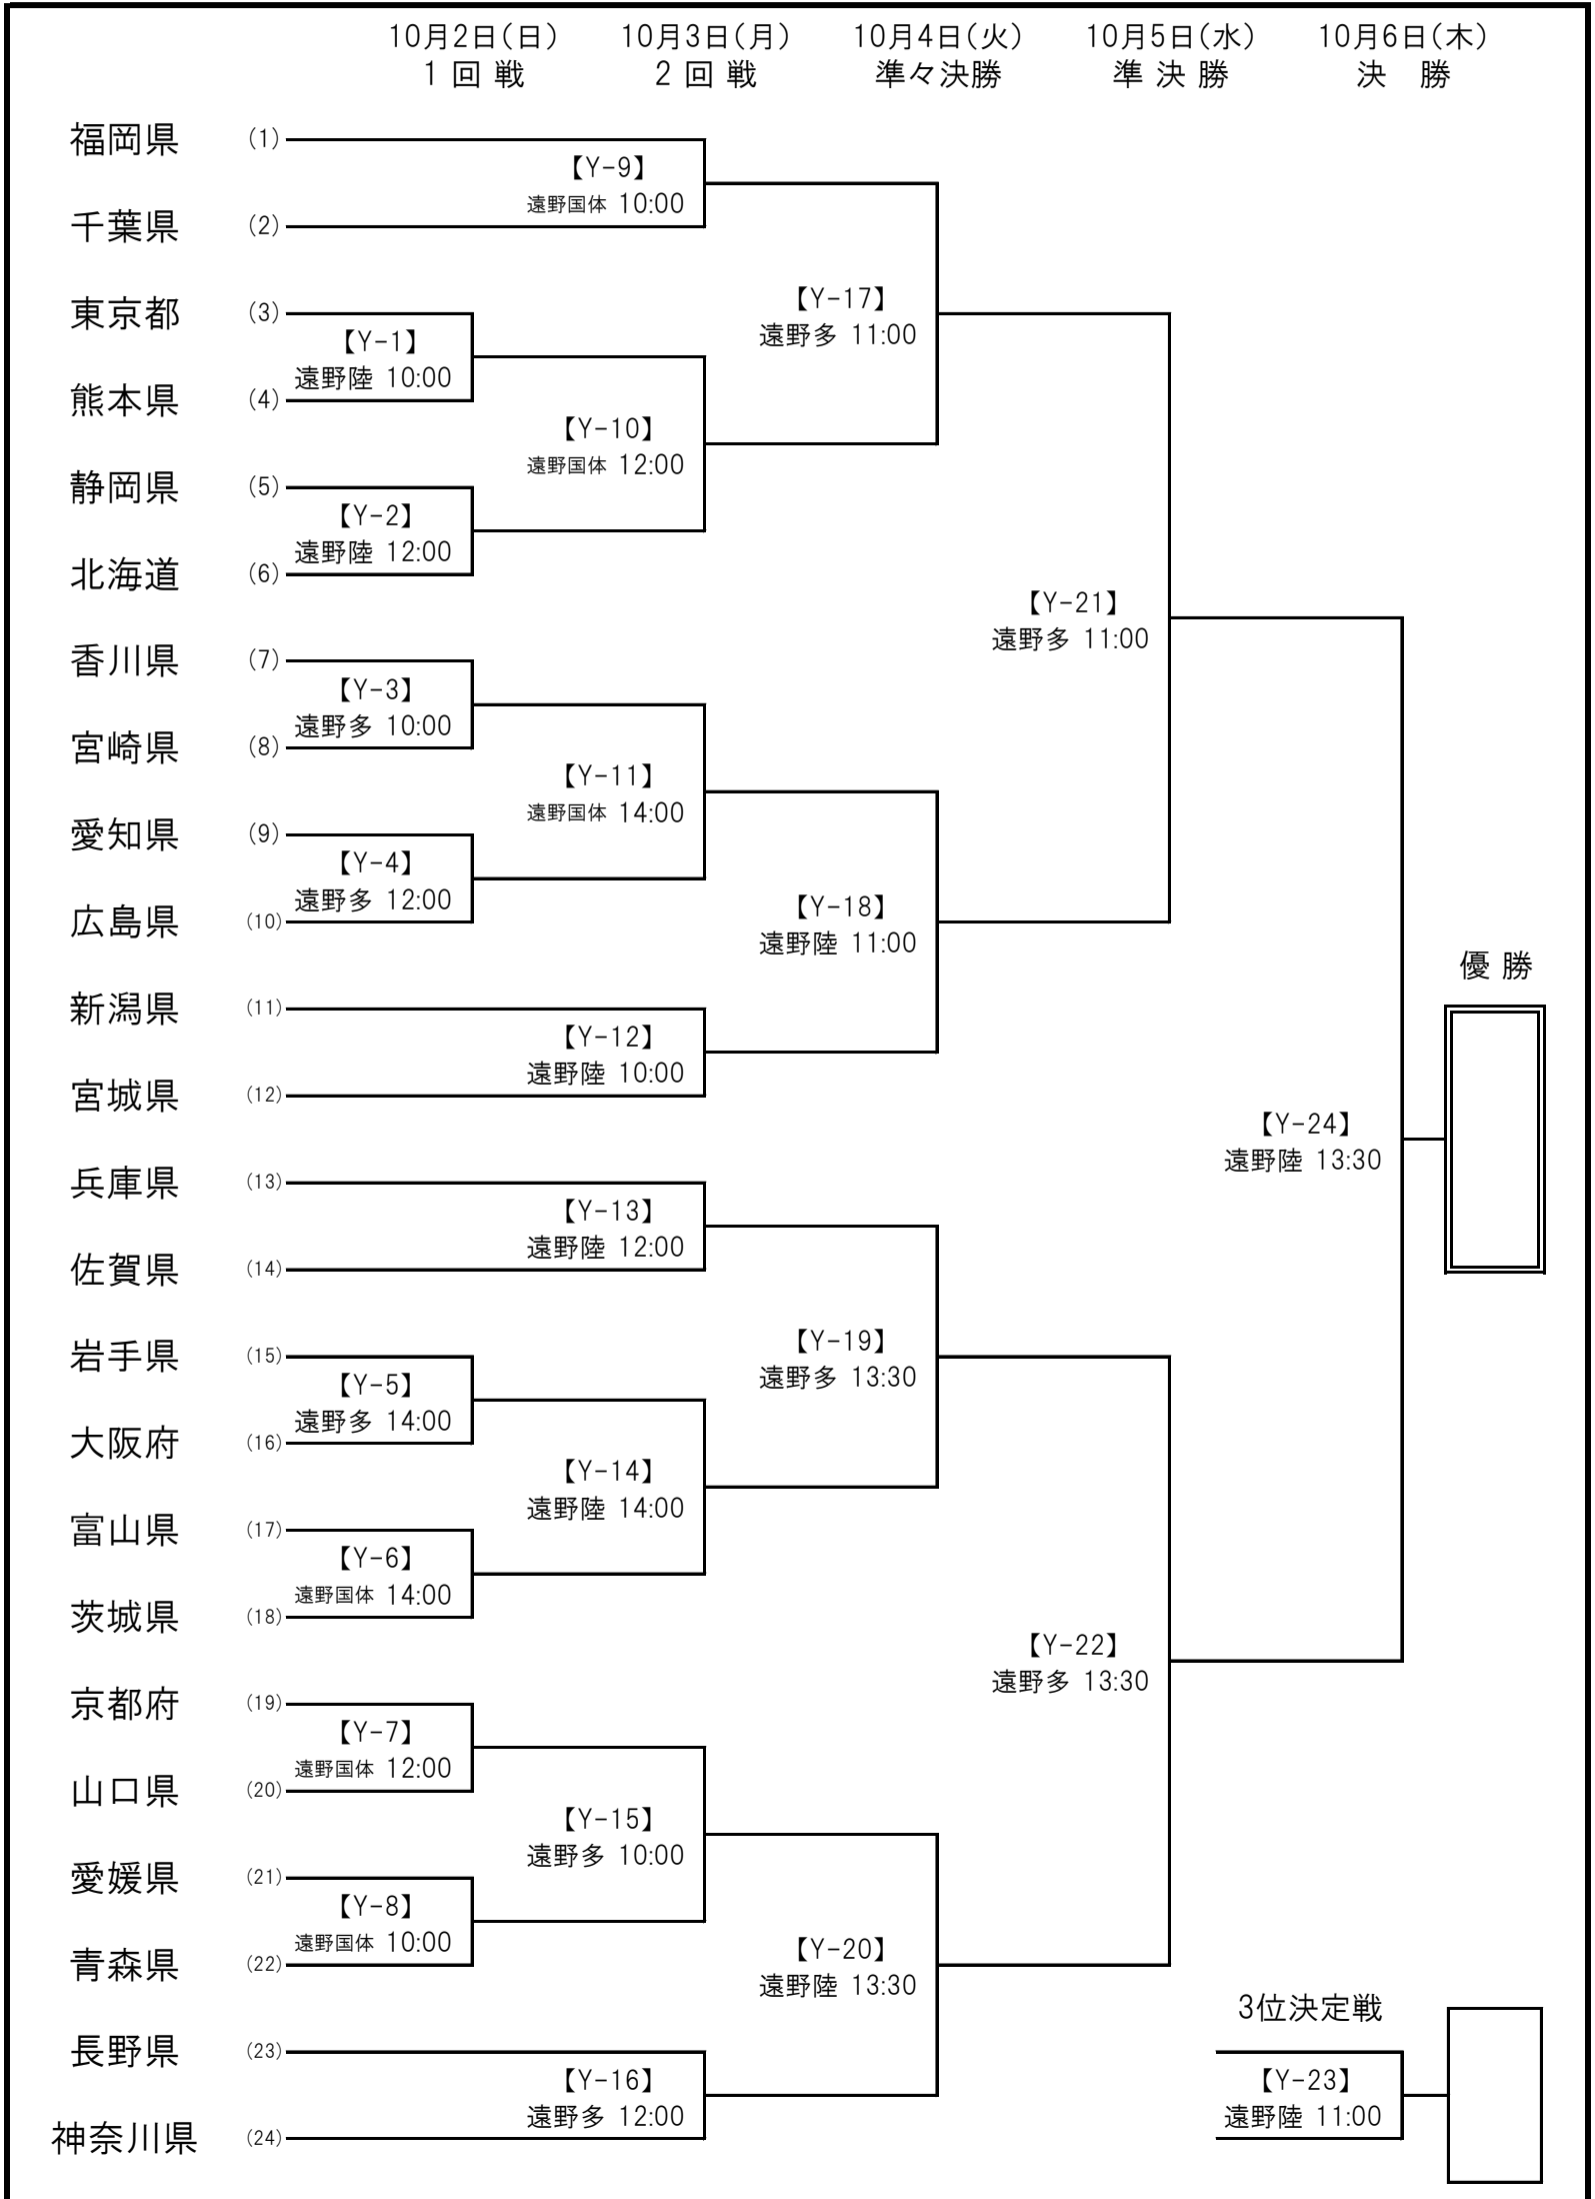 10月2日(日) 10月3日(月) 10月4日(火) 10月5日(水) 10月6日(木)
1 回 戦 2 回 戦 準々決勝 準 決 勝 決 勝
福岡県 (1)
【Y-9】
遠野国体 10:00
千葉県 (2)
東京都 (3)
【Y-17】
遠野多 11:00
【Y-1】
遠野陸 10:00
熊本県 (4)
【Y-10】
遠野国体 12:00
静岡県 (5)
【Y-2】
遠野陸 12:00
北海道 (6)
【Y-21】
遠野多 11:00
香川県 (7)
【Y-3】
遠野多 10:00
宮崎県 (8)
【Y-11】
遠野国体 14:00
愛知県 (9)
【Y-4】
遠野多 12:00
広島県 (10)
【Y-18】
遠野陸 11:00
優 勝
新潟県 (11)
【Y-12】
遠野陸 10:00
宮城県 (12)
【Y-24】
遠野陸 13:30
兵庫県 (13)
【Y-13】
遠野陸 12:00
佐賀県 (14)
【Y-19】
遠野多 13:30
岩手県 (15)
【Y-5】
遠野多 14:00
大阪府 (16)
【Y-14】
遠野陸 14:00
富山県 (17)
【Y-6】
遠野国体 14:00
茨城県 (18)
【Y-22】
遠野多 13:30
京都府 (19)
【Y-7】
遠野国体 12:00
山口県 (20)
【Y-15】
遠野多 10:00
愛媛県 (21)
【Y-8】
遠野国体 10:00
青森県 (22)
【Y-20】
遠野陸 13:30
3位決定戦
長野県 (23)
【Y-16】
遠野多 12:00
【Y-23】
遠野陸 11:00
神奈川県 (24)